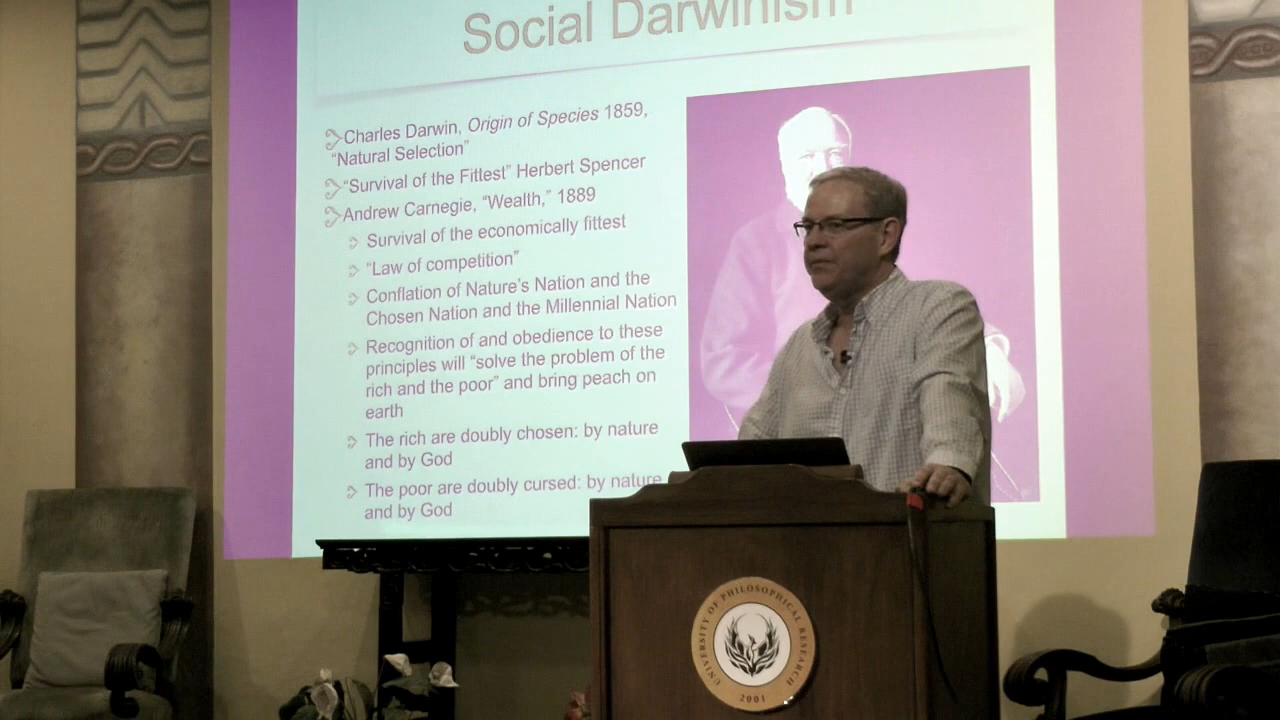 Social Darwinism
Charles Darwin, Origin of Species 1859,
"Natural Selection"
"Survival of the Fittest" Herbert Spencer
Andrew Carnegie, "Wealth," 1889
Survival of the economically fittest
"Law of competition"
Conflation of Nature's Nation and the
Chosen Nation and the Millennial Nation
Recognition of and obedience to these
principles will "solve the problem of the
rich and the poor" and bring peach on
earth
The rich are doubly chosen: by nature
and by God
The poor are doubly cursed: by nature
and by God
UNIVERSITY OF PHILOSOPHICAL RESEARCH
2001